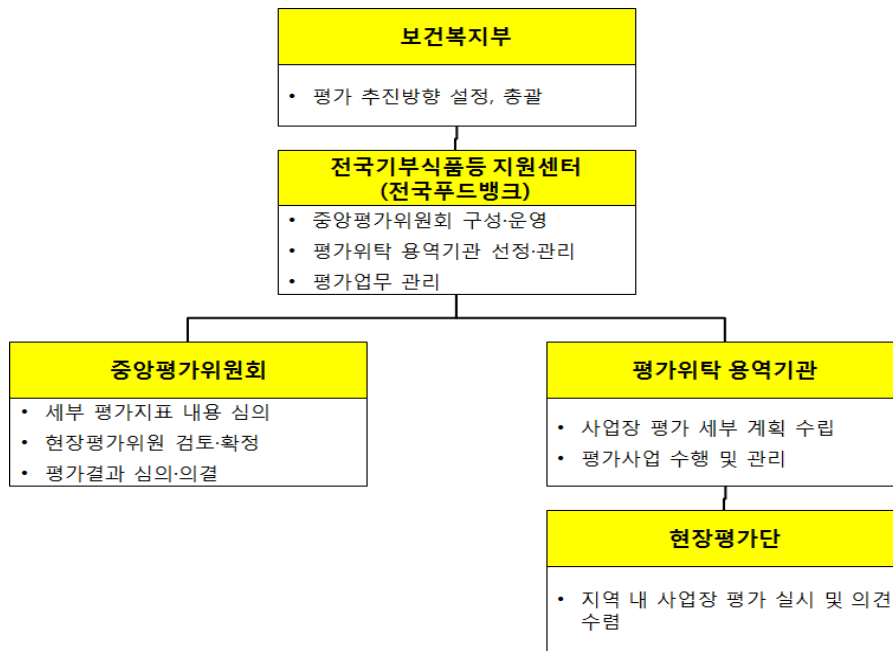 보건복지부
• 평가 추진방향 설정, 총괄
전국기부식품등 지원센터
(전국푸드뱅크)
• 중앙평가위원회 구성·운영
• 평가위탁 용역기관 선정·관리
• 평가업무 관리
중앙평가위원회
• 세부 평가지표 내용 심의
• 현장평가위원 검토·확정
• 평가결과 심의·의결
평가위탁 용역기관
• 사업장 평가 세부 계획 수립
• 평가사업 수행 및 관리
현장평가단
• 지역 내 사업장 평가 실시 및 의견
수렴